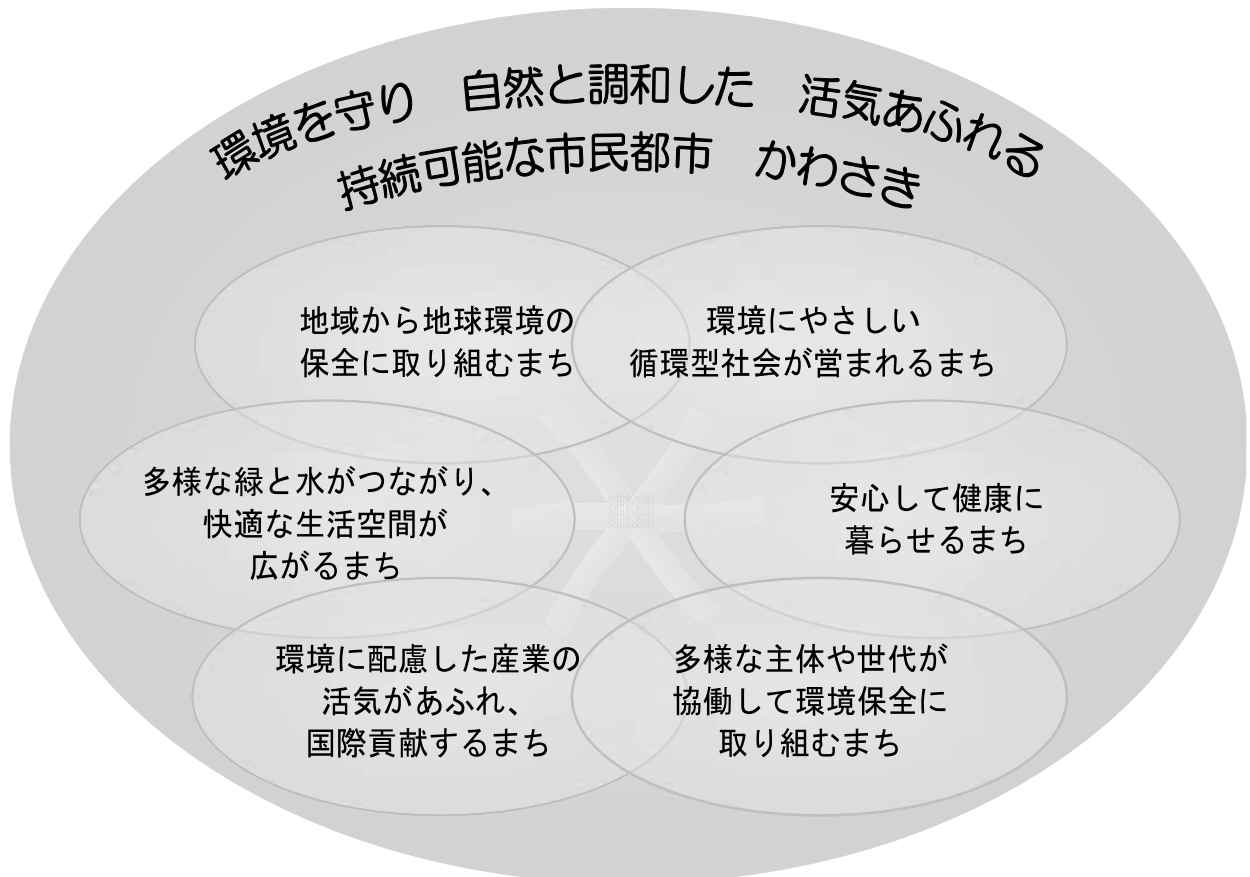 環境を守り　自然と調和した　活気あふれる
持続可能な市民都市　かわさき
地域から地球環境の
保全に取り組むまち
環境にやさしい
循環型社会が営まれるまち
多様な緑と水がつながり、
快適な生活空間が
広がるまち
安心して健康に
暮らせるまち
環境に配慮した産業の
活気があふれ、
国際貢献するまち
多様な主体や世代が
協働して環境保全に
取り組むまち